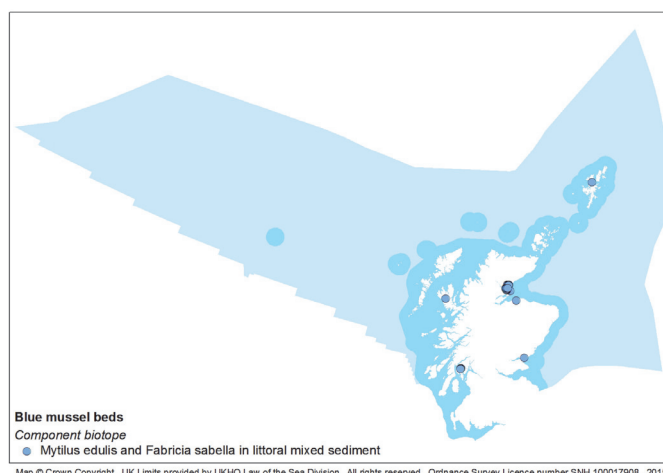 Blue mussel beds
Component biotope
Mytilus edulis and Fabricia sabella in littoral mixed sediment
Map © Crown Copyright. UK Limits provided by UKHO Law of the Sea Division. All rights reserved. Ordnance Survey Licence number SNH 100017908